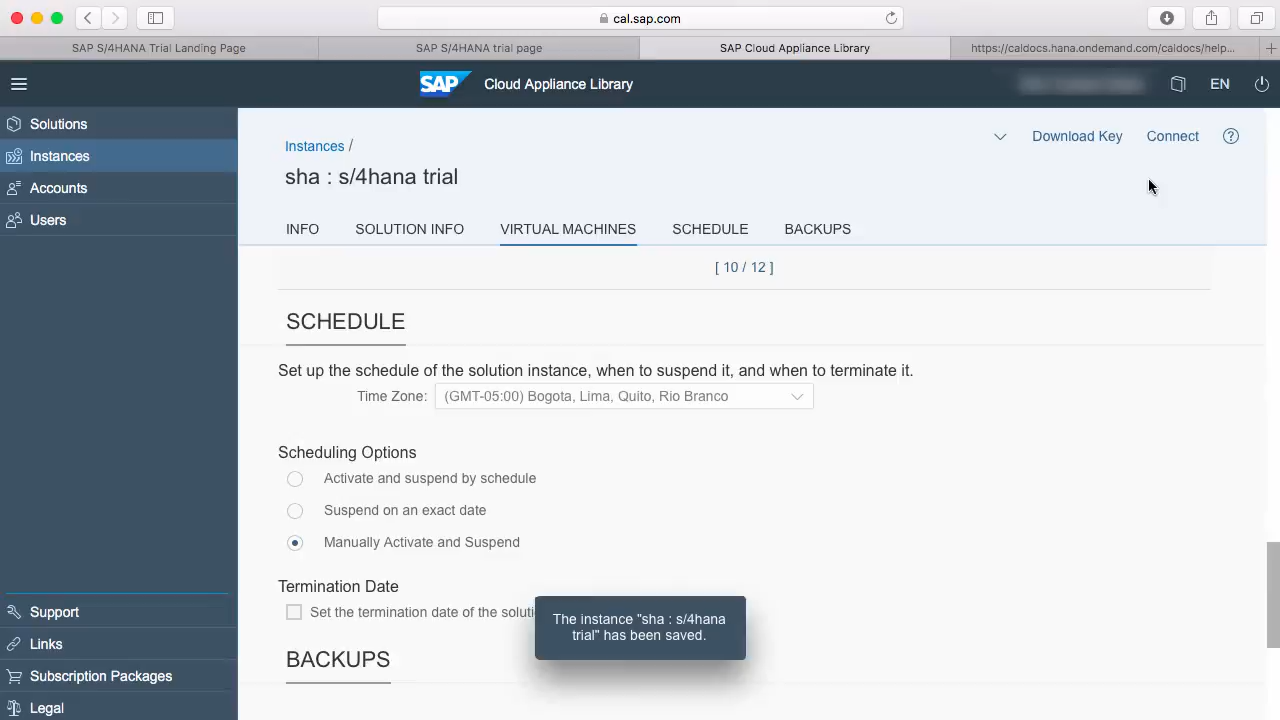 cal.sap.com
SAP S/4HANA Trial Landing Page
SAP S/4HANA trial page
SAP Cloud Appliance Library
https://caldocs.hana.ondemand.com/caldocs/help...
SAP Cloud Appliance Library
EN
Solutions
Instances
Accounts
Users
Support
Links
Subscription Packages
Legal
Instances /
Download Key
Connect
sha : s/4hana trial
INFO
SOLUTION INFO
VIRTUAL MACHINES
SCHEDULE
BACKUPS
[ 10 / 12 ]
SCHEDULE
Set up the schedule of the solution instance, when to suspend it, and when to terminate it.
Time Zone: (GMT-05:00) Bogota, Lima, Quito, Rio Branco
Scheduling Options
Activate and suspend by schedule
Suspend on an exact date
Manually Activate and Suspend
Termination Date
Set the termination date of the soluti
The instance "sha : s/4hana
trial" has been saved.
BACKUPS